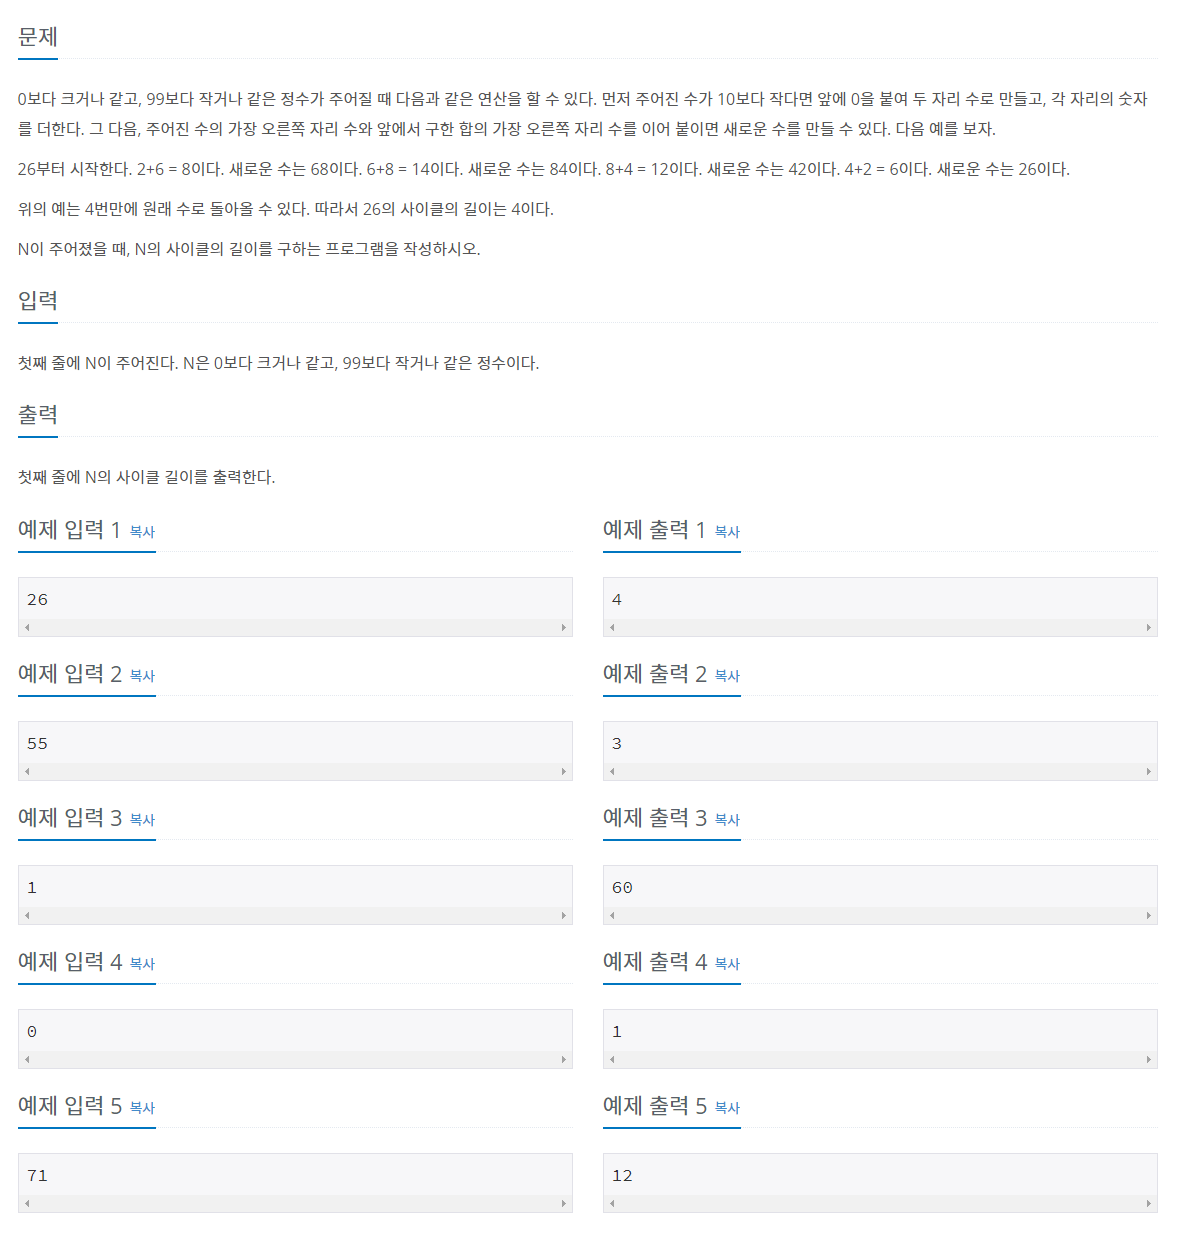 문제
0보다 크거나 같고, 99보다 작거나 같은 정수가 주어질 때 다음과 같은 연산을 할 수 있다. 먼저 주어진 수가 10보다 작다면 앞에 0을 붙여 두 자리 수로 만들고, 각 자리의 숫자
를 더한다. 그 다음, 주어진 수의 가장 오른쪽 자리 수와 앞에서 구한 합의 가장 오른쪽 자리 수를 이어 붙이면 새로운 수를 만들 수 있다. 다음 예를 보자.
26부터 시작한다. 2+6 = 8이다. 새로운 수는 68이다. 6+8 = 14이다. 새로운 수는 84이다. 8+4 = 12이다. 새로운 수는 42이다. 4+2 = 6이다. 새로운 수는 26이다.
위의 예는 4번만에 원래 수로 돌아올 수 있다. 따라서 26의 사이클의 길이는 4이다.
N이 주어졌을 때, N의 사이클의 길이를 구하는 프로그램을 작성하시오.
입력
첫째 줄에 N이 주어진다. N은 0보다 크거나 같고, 99보다 작거나 같은 정수이다.
출력
첫째 줄에 N의 사이클 길이를 출력한다.
예제 입력 1 복사
26
예제 출력 1 복사
4
예제 입력 2 복사
55
예제 출력 2 복사
3
예제 입력 3 복사
1
예제 출력 3 복사
60
예제 입력 4 복사
0
예제 출력 4 복사
1
예제 입력 5 복사
71
예제 출력 5 복사
12